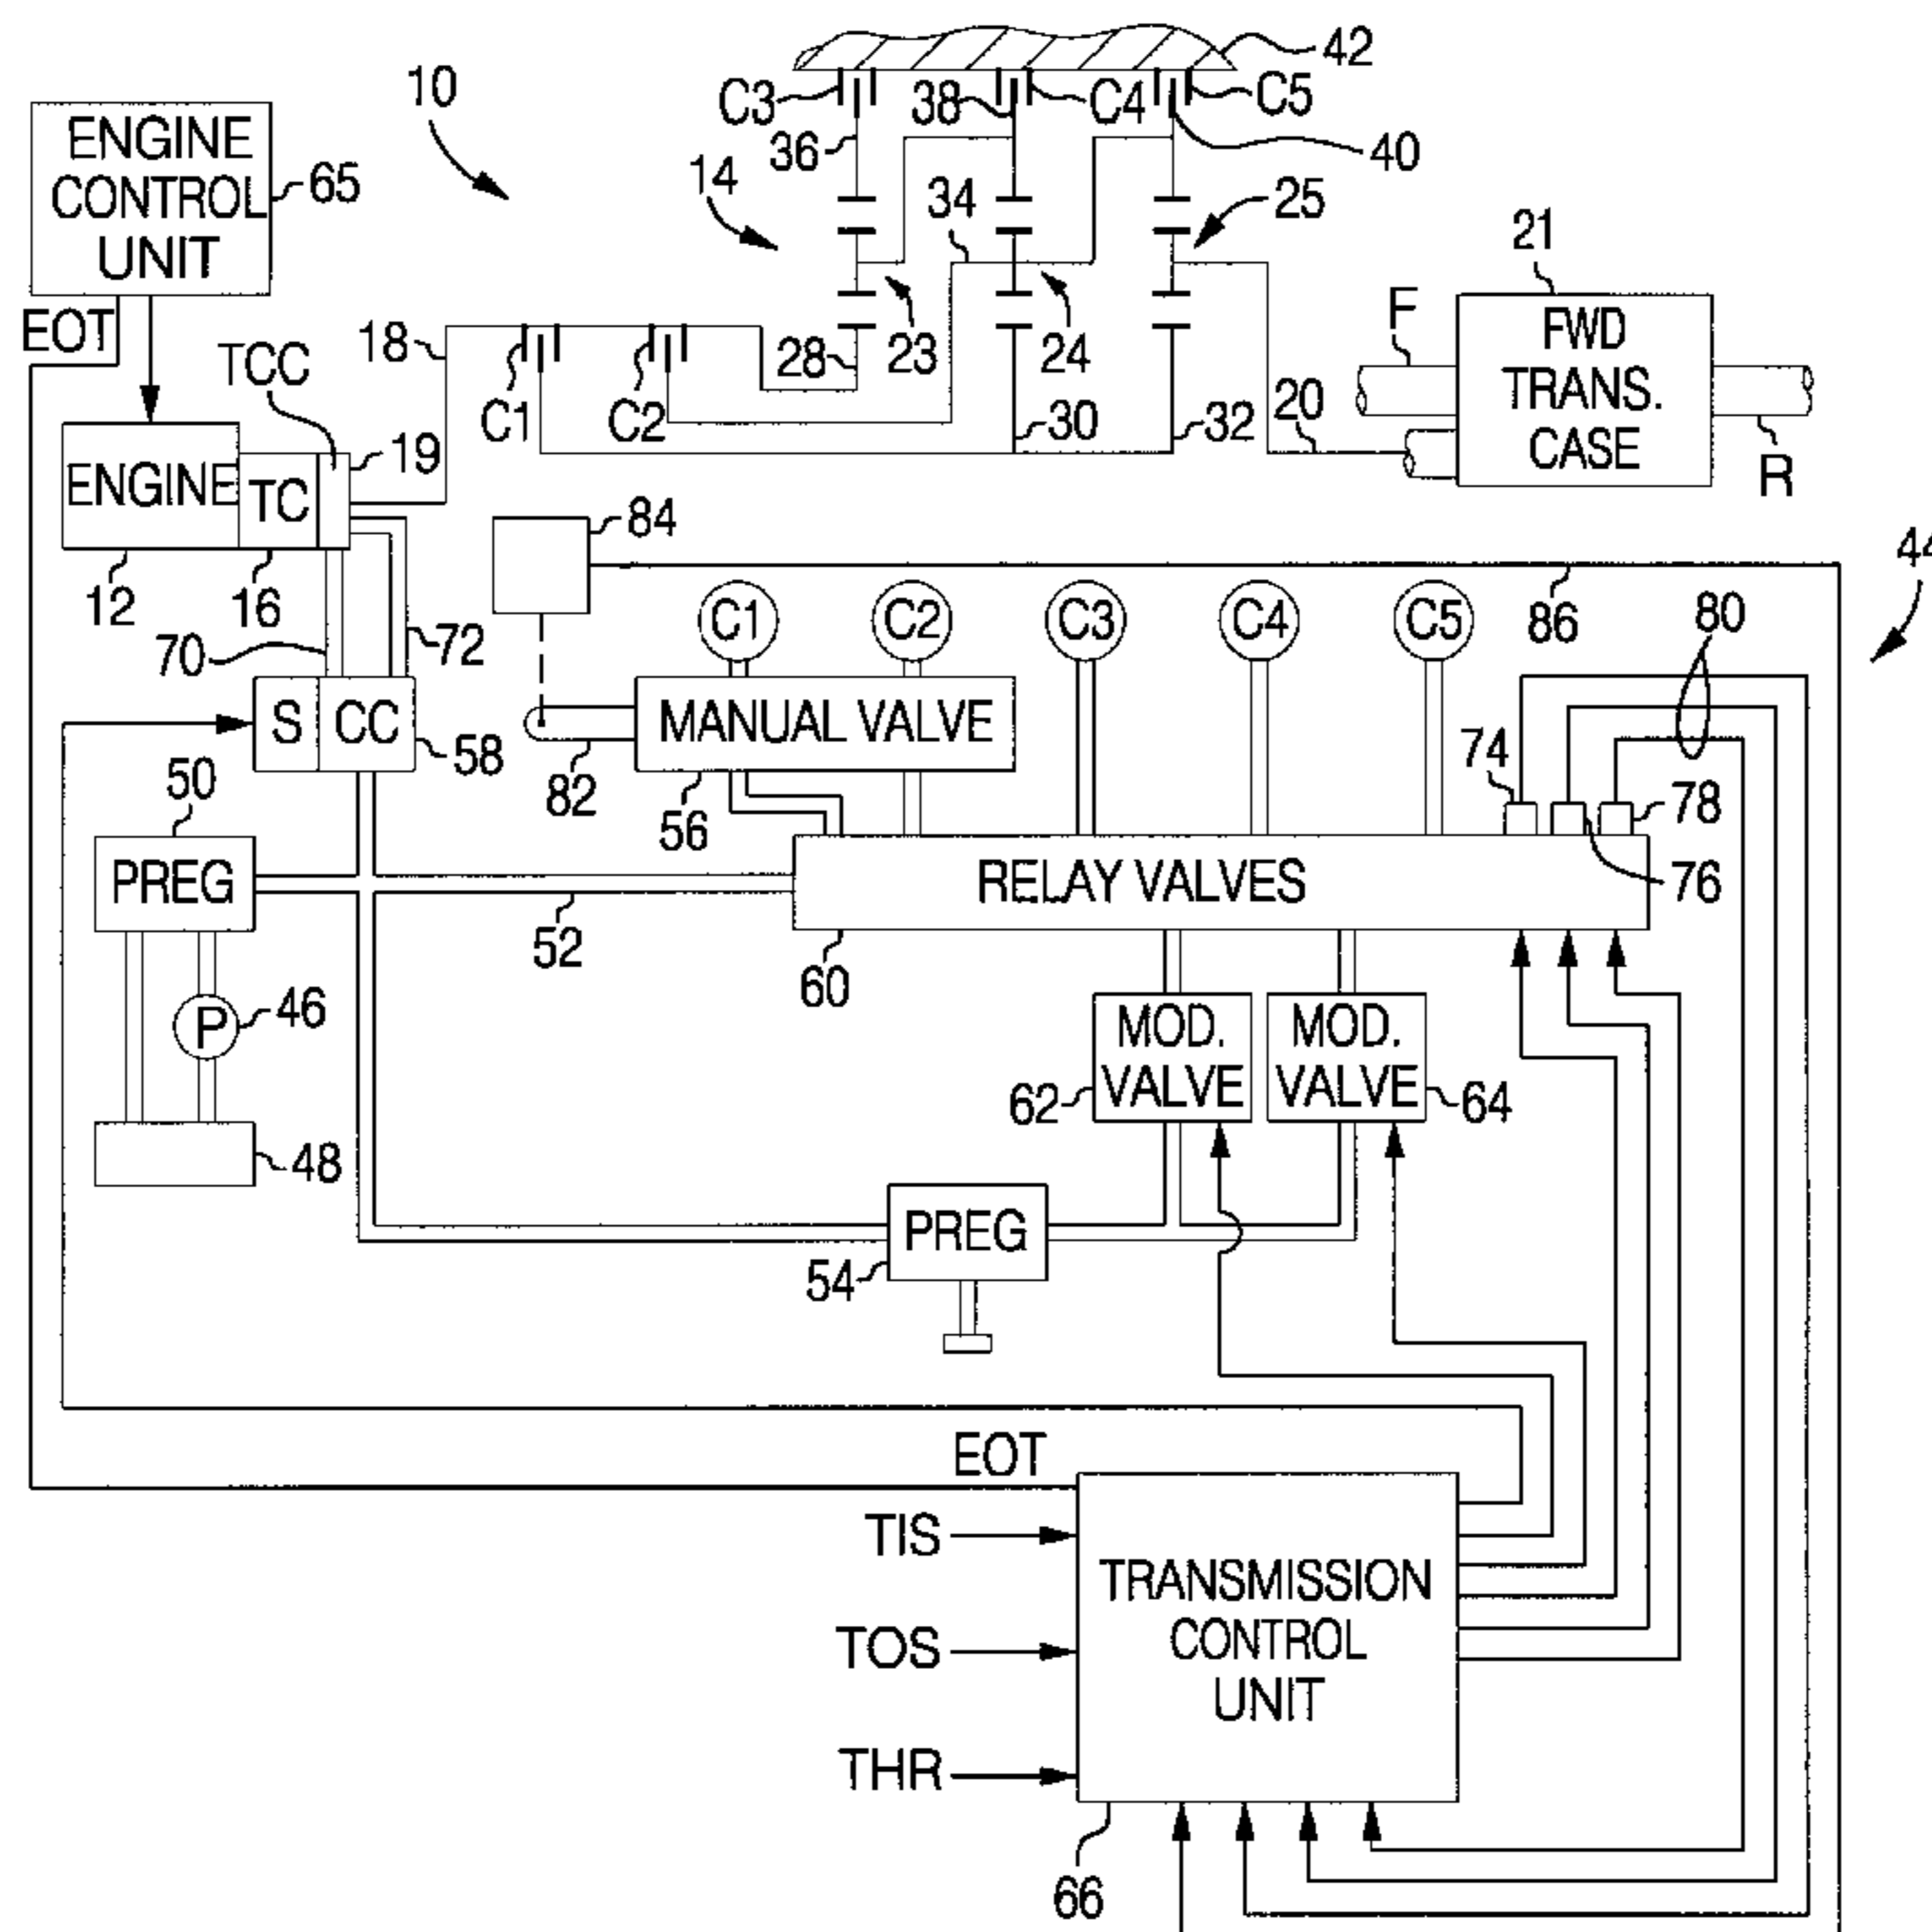 42
10
C3
38
C4
C5
ENGINE
CONTROL
UNIT
65
36
40
14
34
25
21
EOT
18
TCC
28
23
24
F
FWD
TRANS.
CASE
C1
C2
30
32
20
R
19
ENGINE
TC
84
44
12
16
C1
C2
C3
C4
C5
86
80
70
72
S
CC
58
MANUAL VALVE
74
50
82
56
78
PREG
RELAY VALVES
76
52
60
P
46
MOD.
VALVE
MOD.
VALVE
62
64
48
PREG
54
EOT
TIS
TRANSMISSION
CONTROL
UNIT
TOS
THR
66